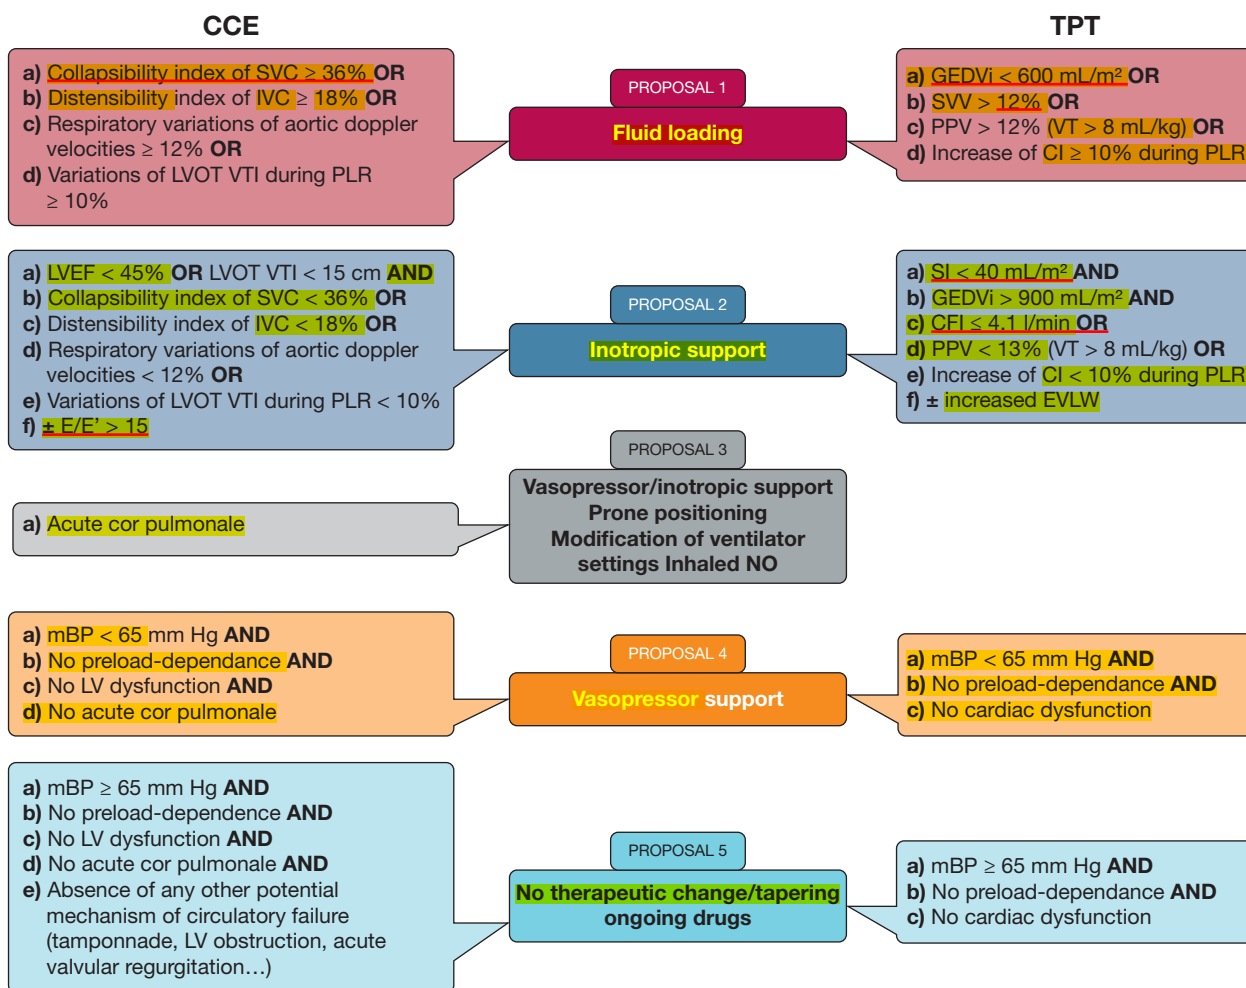 CCE
TPT
a) Collapsibility index of SVC ≥ 36% OR
b) Distensibility index of IVC ≥ 18% OR
c) Respiratory variations of aortic doppler
velocities ≥ 12% OR
d) Variations of LVOT VTI during PLR
≥ 10%
PROPOSAL 1
Fluid loading
a) GEDVi < 600 mL/m² OR
b) SVV > 12% OR
c) PPV > 12% (VT > 8 mL/kg) OR
d) Increase of CI ≥ 10% during PLR
a) LVEF < 45% OR LVOT VTI < 15 cm AND
b) Collapsibility index of SVC < 36% OR
c) Distensibility index of IVC < 18% OR
d) Respiratory variations of aortic doppler
velocities < 12% OR
e) Variations of LVOT VTI during PLR < 10%
f) ± E/E’ > 15
PROPOSAL 2
Inotropic support
a) SI < 40 mL/m² AND
b) GEDVi > 900 mL/m² AND
c) CFI ≤ 4.1 l/min OR
d) PPV < 13% (VT > 8 mL/kg) OR
e) Increase of CI < 10% during PLR
f) ± increased EVLW
a) Acute cor pulmonale
PROPOSAL 3
Vasopressor/inotropic support
Prone positioning
Modification of ventilator
settings Inhaled NO
a) mBP < 65 mm Hg AND
b) No preload-dependance AND
c) No LV dysfunction AND
d) No acute cor pulmonale
PROPOSAL 4
Vasopressor support
a) mBP < 65 mm Hg AND
b) No preload-dependance AND
c) No cardiac dysfunction
a) mBP ≥ 65 mm Hg AND
b) No preload-dependence AND
c) No LV dysfunction AND
d) No acute cor pulmonale AND
e) Absence of any other potential
mechanism of circulatory failure
(tamponnade, LV obstruction, acute
valvular regurgitation…)
PROPOSAL 5
No therapeutic change/tapering
ongoing drugs
a) mBP ≥ 65 mm Hg AND
b) No preload-dependance AND
c) No cardiac dysfunction